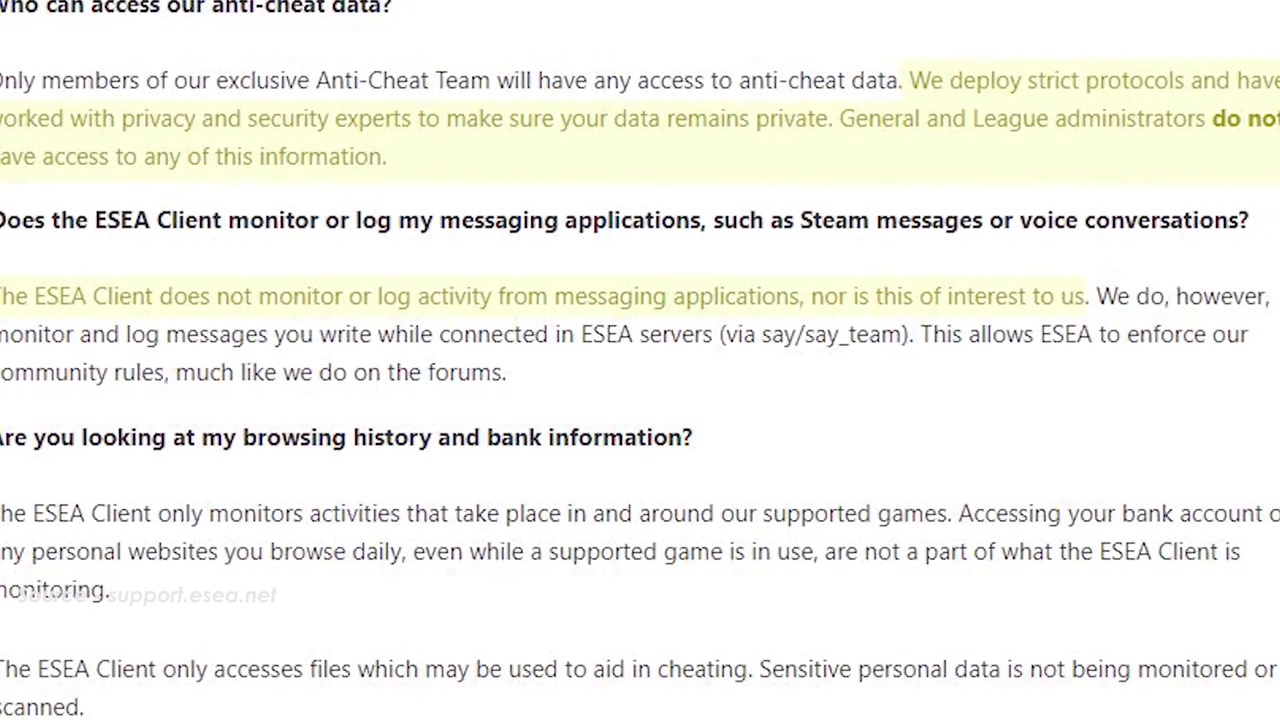 Who can access our anti-cheat data?
Only members of our exclusive Anti-Cheat Team will have any access to anti-cheat data. We deploy strict protocols and have
worked with privacy and security experts to make sure your data remains private. General and League administrators do not
have access to any of this information.
Does the ESEA Client monitor or log my messaging applications, such as Steam messages or voice conversations?
The ESEA Client does not monitor or log activity from messaging applications, nor is this of interest to us. We do, however,
monitor and log messages you write while connected in ESEA servers (via say/say_team). This allows ESEA to enforce our
community rules, much like we do on the forums.
Are you looking at my browsing history and bank information?
The ESEA Client only monitors activities that take place in and around our supported games. Accessing your bank account o
any personal websites you browse daily, even while a supported game is in use, are not a part of what the ESEA Client is
monitoring.
Source - support.esea.net
The ESEA Client only accesses files which may be used to aid in cheating. Sensitive personal data is not being monitored or
scanned.